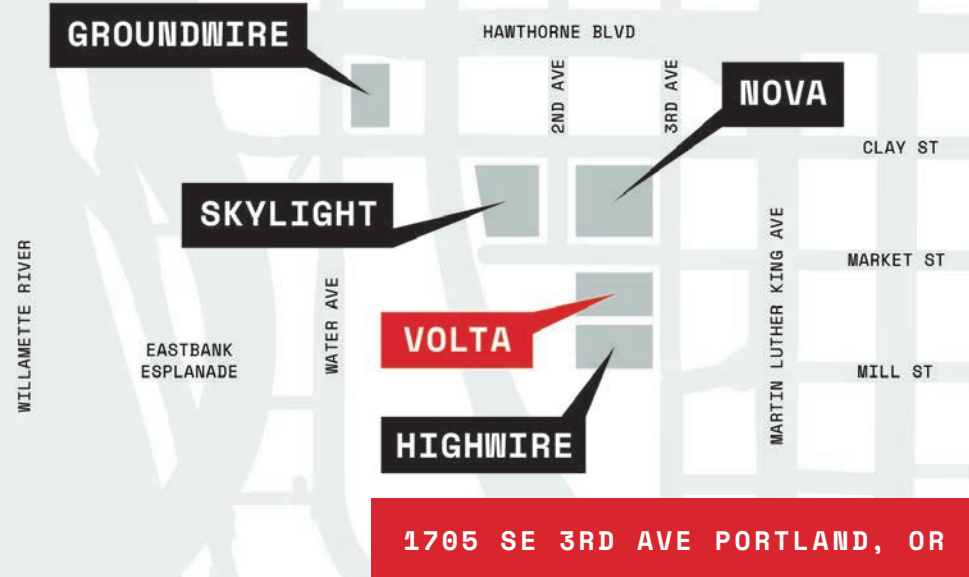 GROUNDWIRE
HAWTHORNE BLVD
2ND AVE
3RD AVE
NOVA
CLAY ST
SKYLIGHT
MARKET ST
WILLAMETTE RIVER
WATER AVE
MARTIN LUTHER KING AVE
VOLTA
EASTBANK
ESPLANADE
MILL ST
HIGHWIRE
1705 SE 3RD AVE PORTLAND, OR